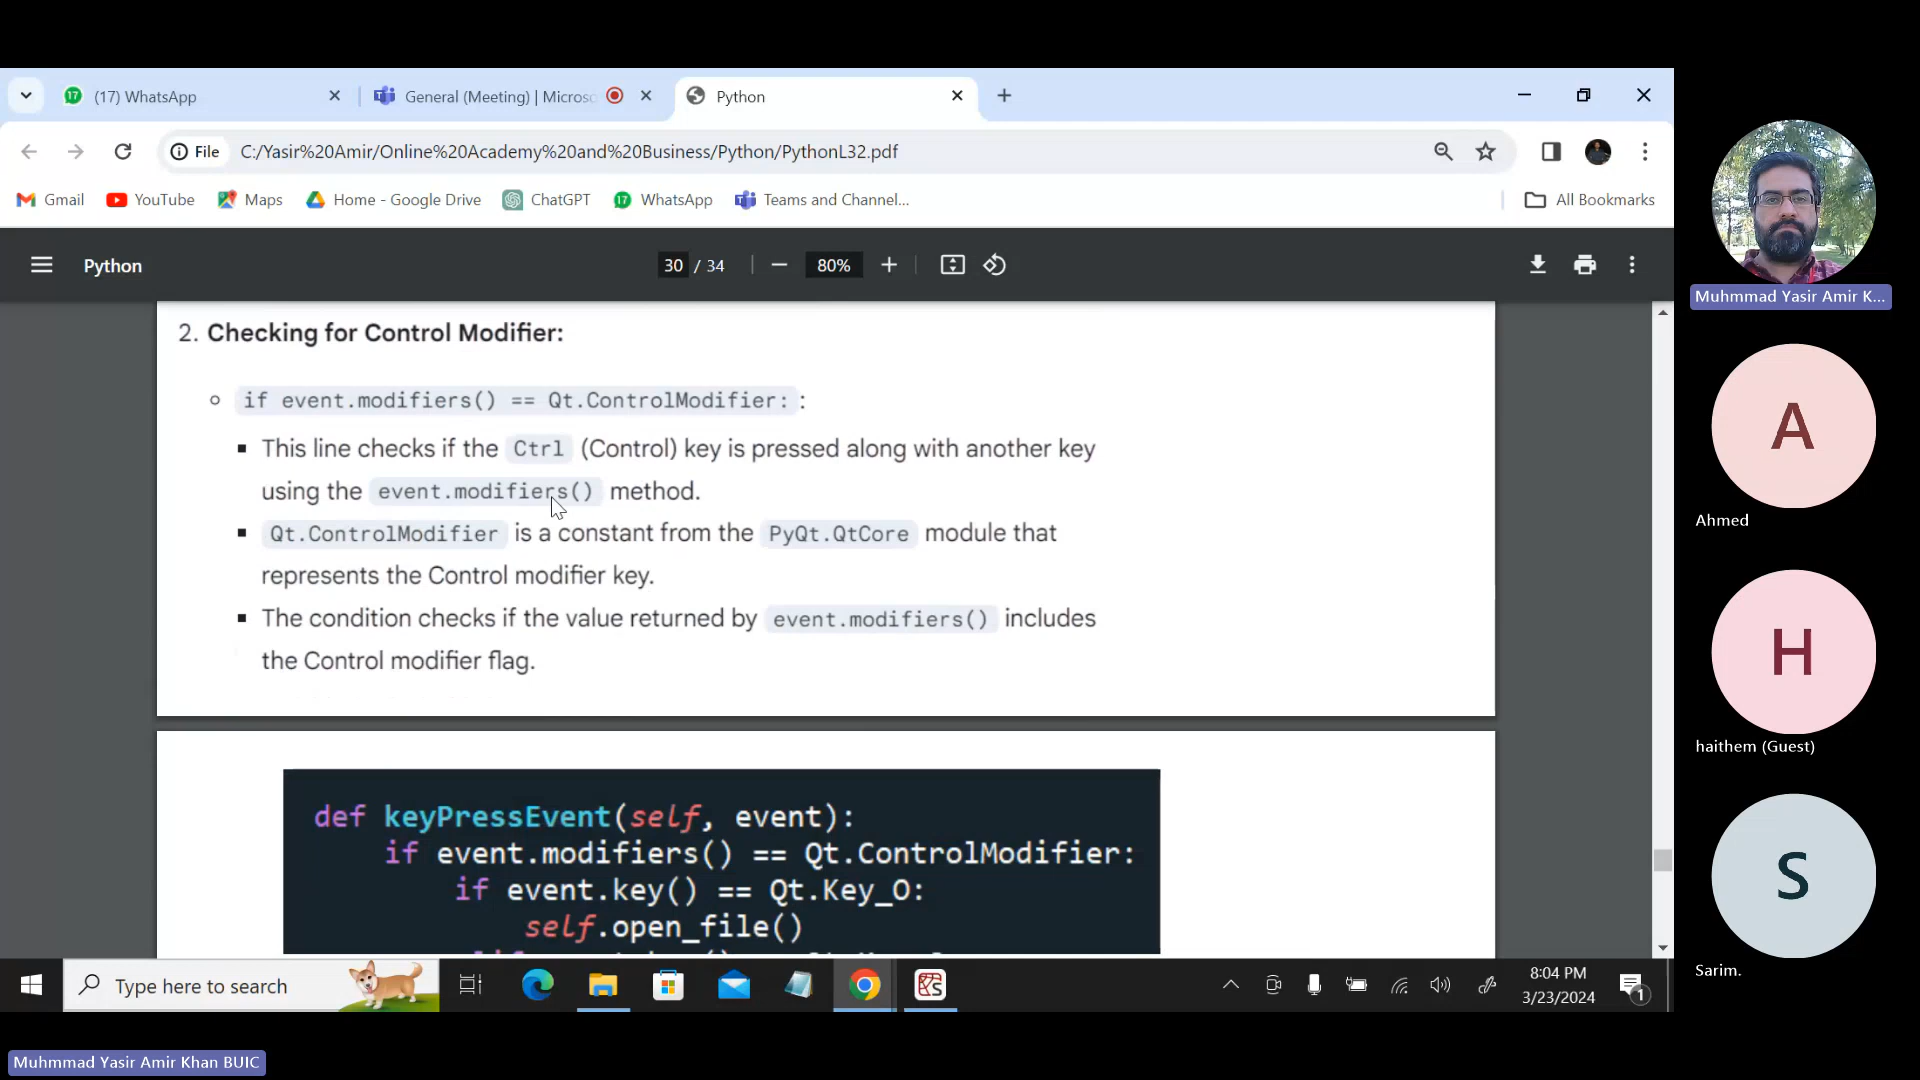 (17) WhatsApp
General (Meeting) | Microso
Python
File
C:/Yasir%20Amir/Online%20Academy%20and%20Business/Python/PythonL32.pdf
Gmail
YouTube
Maps
Home - Google Drive
ChatGPT
17
WhatsApp
Teams and Channel...
All Bookmarks
Python
30 / 34
80%
2. Checking for Control Modifier:
if event.modifiers() == Qt.ControlModifier: :
This line checks if the Ctrl (Control) key is pressed along with another key
using the event.modifiers() method.
Qt.ControlModifier is a constant from the PyQt.QtCore module that
represents the Control modifier key.
The condition checks if the value returned by event.modifiers() includes
the Control modifier flag.
def keyPressEvent(self, event):
if event.modifiers() == Qt.ControlModifier:
if event.key() == Qt.Key_O:
self.open_file()
Type here to search
8:04 PM
3/23/2024
1
Muhmmad Yasir Amir K...
A
Ahmed
H
haithem (Guest)
S
Sarim.
Muhmmad Yasir Amir Khan BUIC